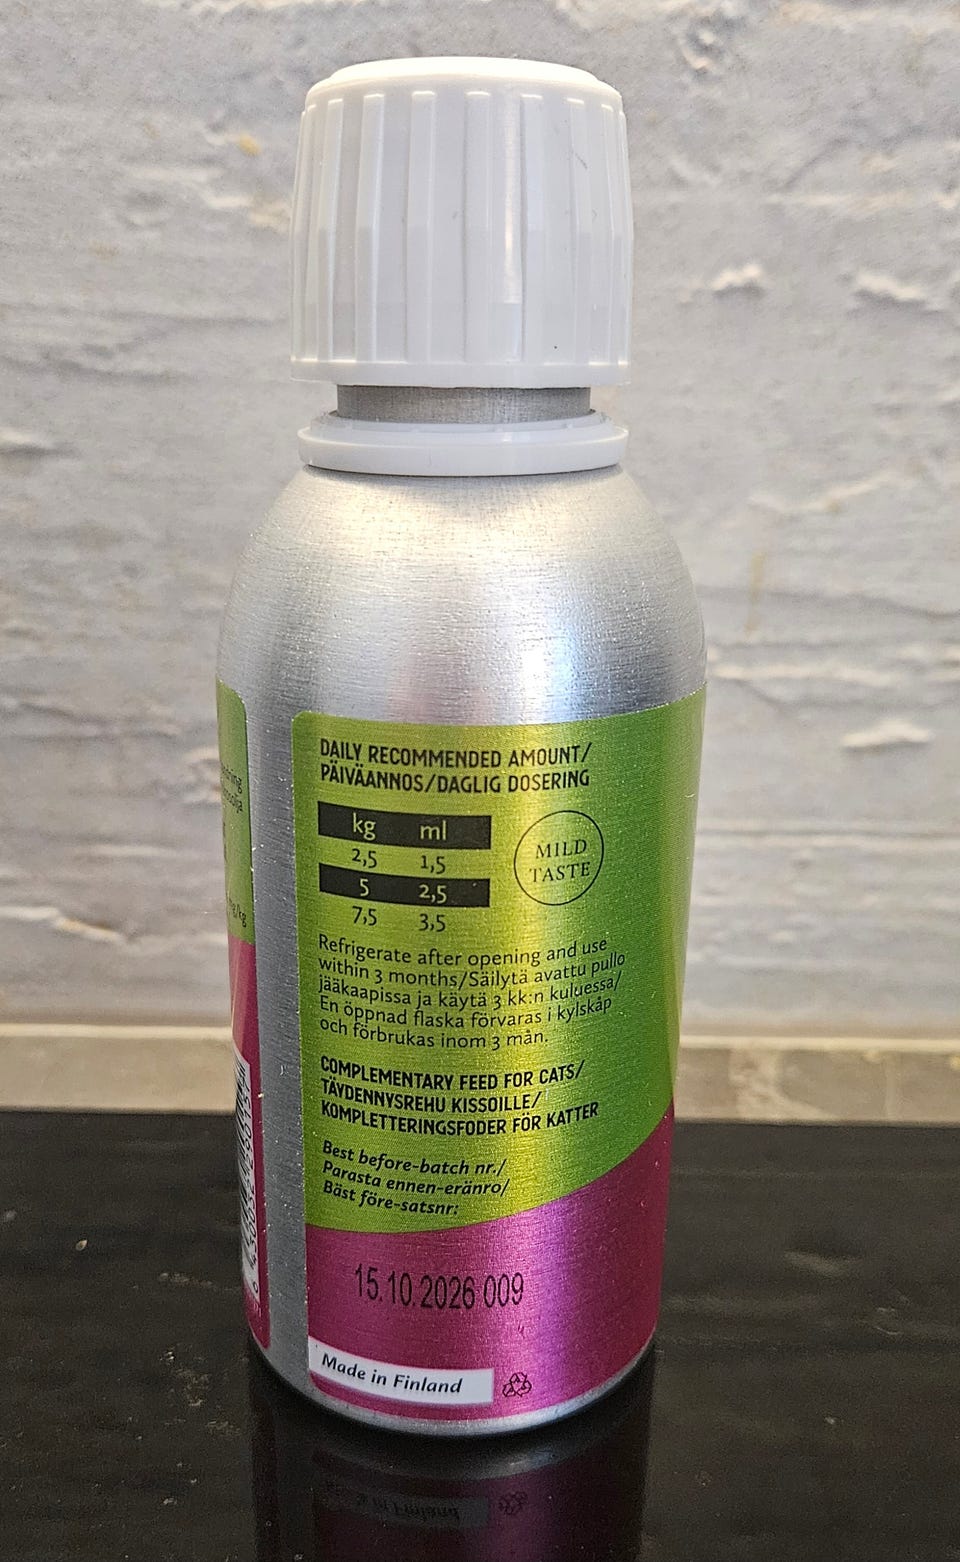 DAILY RECOMMENDED AMOUNT/
PÄIVÄANNOS/DAGLIG DOSERING
kg ml
2,5 1,5
5 2,5
7,5 3,5
MILD
TASTE
Refrigerate after opening and use
within 3 months/Säilytä avattu pullo
jääkaapissa ja käytä 3 kk:n kuluessa/
En öppnad flaska förvaras i kylskåp
och förbrukas inom 3 mån.
COMPLEMENTARY FEED FOR CATS/
TÄYDENNYSREHU KISSOILLE/
KOMPLETTERINGSFODER FÖR KATTER
Best before-batch nr./
Parasta ennen-eränro/
Bäst före-satsnr:
15.10.2026 009
Made in Finland